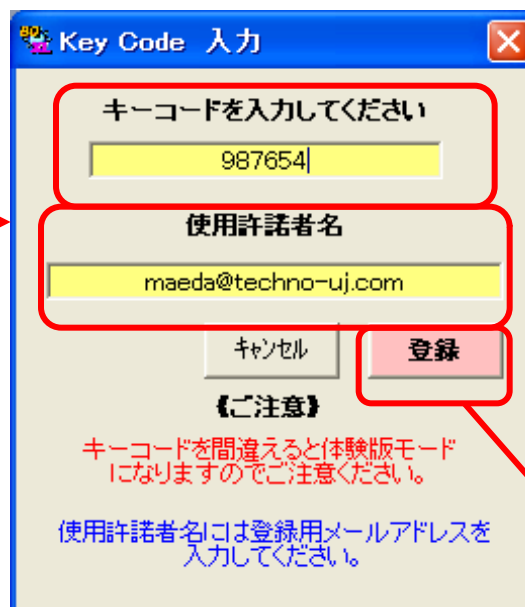 Key Code 入力
キーコードを入力してください
987654
使用許諾者名
maeda@techno-uj.com
キャンセル 登録
【ご注意】
キーコードを間違えると体験版モード
になりますのでご注意ください。
使用許諾者名には登録用メールアドレスを
入力してください。